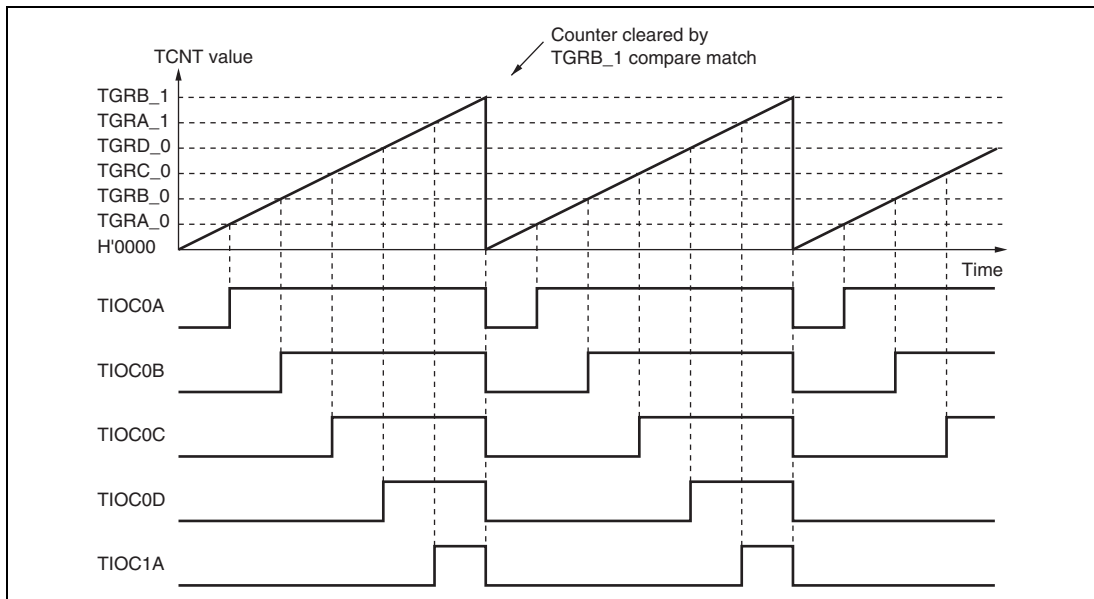 Counter cleared by
TGRB_1 compare match
TCNT value
TGRB_1
TGRA_1
TGRD_0
TGRC_0
TGRB_0
TGRA_0
H'0000
Time
TIOC0A
TIOC0B
TIOC0C
TIOC0D
TIOC1A